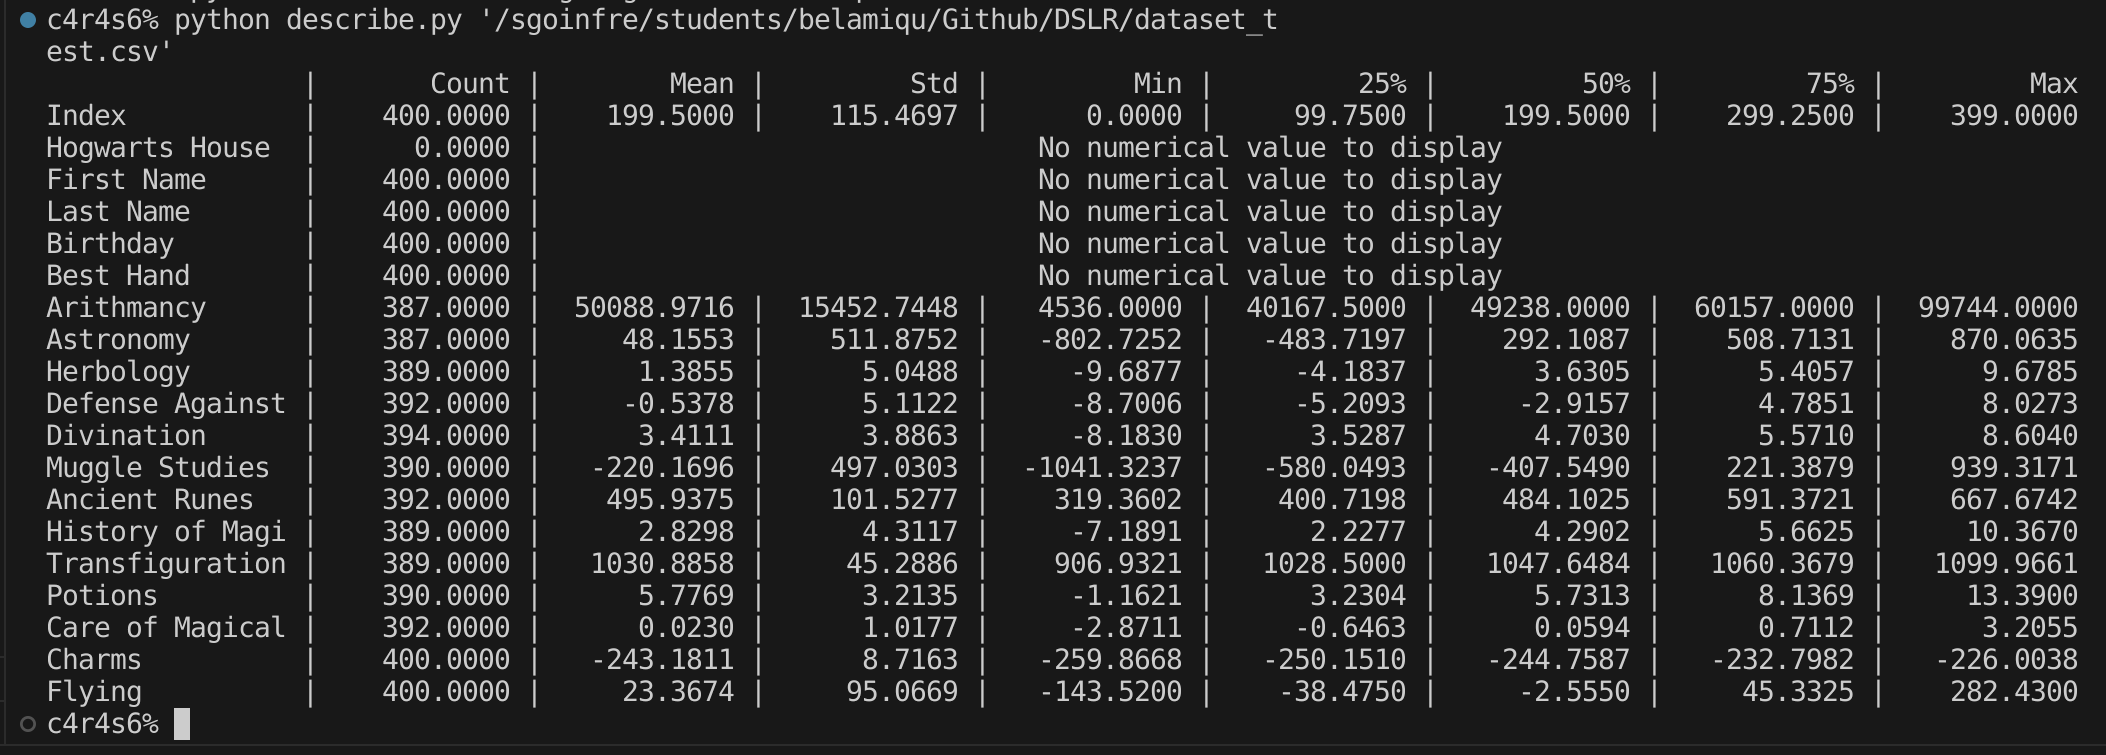 c4r4s6% python describe.py '/sgoinfre/students/belamiqu/Github/DSLR/dataset_t
est.csv'
| Count | Mean | Std | Min | 25% | 50% | 75% | Max
Index | 400.0000 | 199.5000 | 115.4697 | 0.0000 | 99.7500 | 199.5000 | 299.2500 | 399.0000
Hogwarts House | 0.0000 | No numerical value to display
First Name | 400.0000 | No numerical value to display
Last Name | 400.0000 | No numerical value to display
Birthday | 400.0000 | No numerical value to display
Best Hand | 400.0000 | No numerical value to display
Arithmancy | 387.0000 | 50088.9716 | 15452.7448 | 4536.0000 | 40167.5000 | 49238.0000 | 60157.0000 | 99744.0000
Astronomy | 387.0000 | 48.1553 | 511.8752 | -802.7252 | -483.7197 | 292.1087 | 508.7131 | 870.0635
Herbology | 389.0000 | 1.3855 | 5.0488 | -9.6877 | -4.1837 | 3.6305 | 5.4057 | 9.6785
Defense Against | 392.0000 | -0.5378 | 5.1122 | -8.7006 | -5.2093 | -2.9157 | 4.7851 | 8.0273
Divination | 394.0000 | 3.4111 | 3.8863 | -8.1830 | 3.5287 | 4.7030 | 5.5710 | 8.6040
Muggle Studies | 390.0000 | -220.1696 | 497.0303 | -1041.3237 | -580.0493 | -407.5490 | 221.3879 | 939.3171
Ancient Runes | 392.0000 | 495.9375 | 101.5277 | 319.3602 | 400.7198 | 484.1025 | 591.3721 | 667.6742
History of Magi | 389.0000 | 2.8298 | 4.3117 | -7.1891 | 2.2277 | 4.2902 | 5.6625 | 10.3670
Transfiguration | 389.0000 | 1030.8858 | 45.2886 | 906.9321 | 1028.5000 | 1047.6484 | 1060.3679 | 1099.9661
Potions | 390.0000 | 5.7769 | 3.2135 | -1.1621 | 3.2304 | 5.7313 | 8.1369 | 13.3900
Care of Magical | 392.0000 | 0.0230 | 1.0177 | -2.8711 | -0.6463 | 0.0594 | 0.7112 | 3.2055
Charms | 400.0000 | -243.1811 | 8.7163 | -259.8668 | -250.1510 | -244.7587 | -232.7982 | -226.0038
Flying | 400.0000 | 23.3674 | 95.0669 | -143.5200 | -38.4750 | -2.5550 | 45.3325 | 282.4300
c4r4s6%